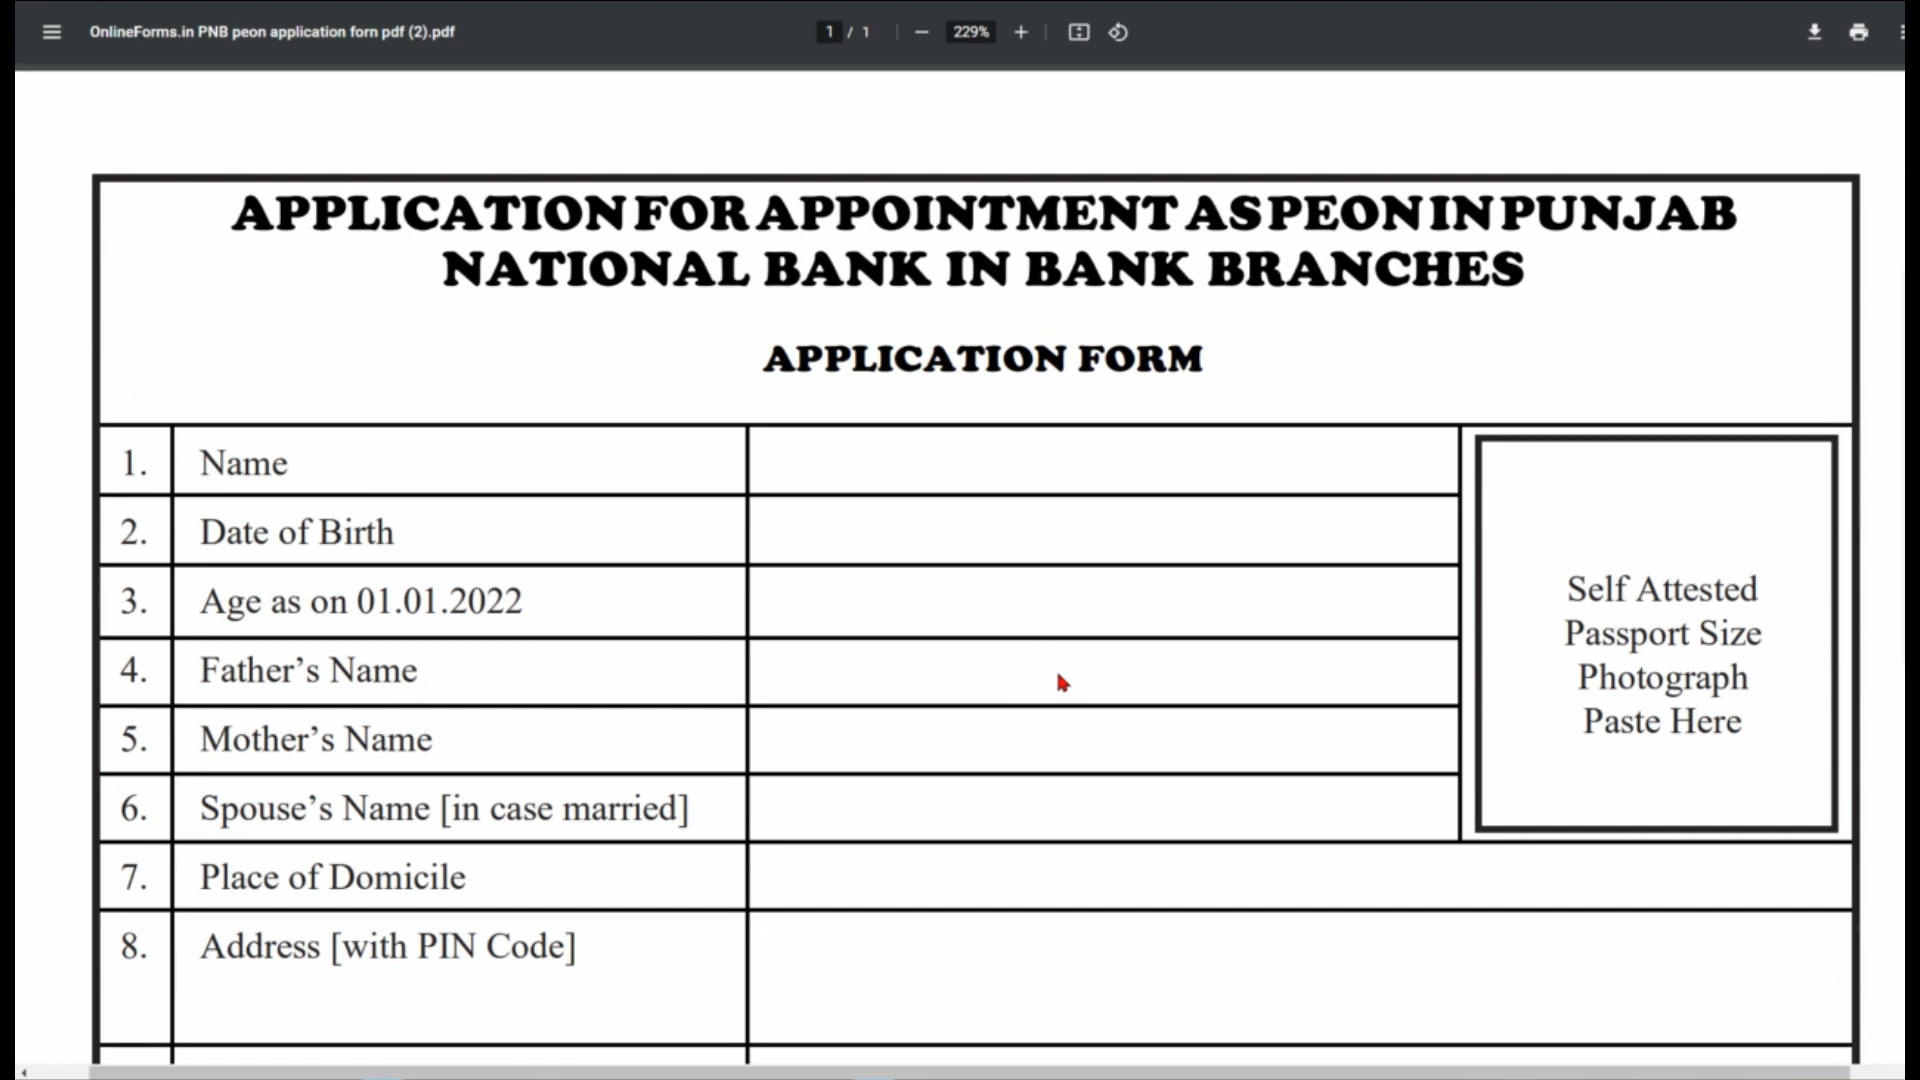 OnlineForms.in PNB peon application forn pdf (2).pdf
1 / 1
229%
APPLICATION FOR APPOINTMENT AS PEON IN PUNJAB
NATIONAL BANK IN BANK BRANCHES
APPLICATION FORM
1. Name
2. Date of Birth
3. Age as on 01.01.2022
4. Father’s Name
5. Mother’s Name
6. Spouse’s Name [in case married]
Self Attested
Passport Size
Photograph
Paste Here
7. Place of Domicile
8. Address [with PIN Code]